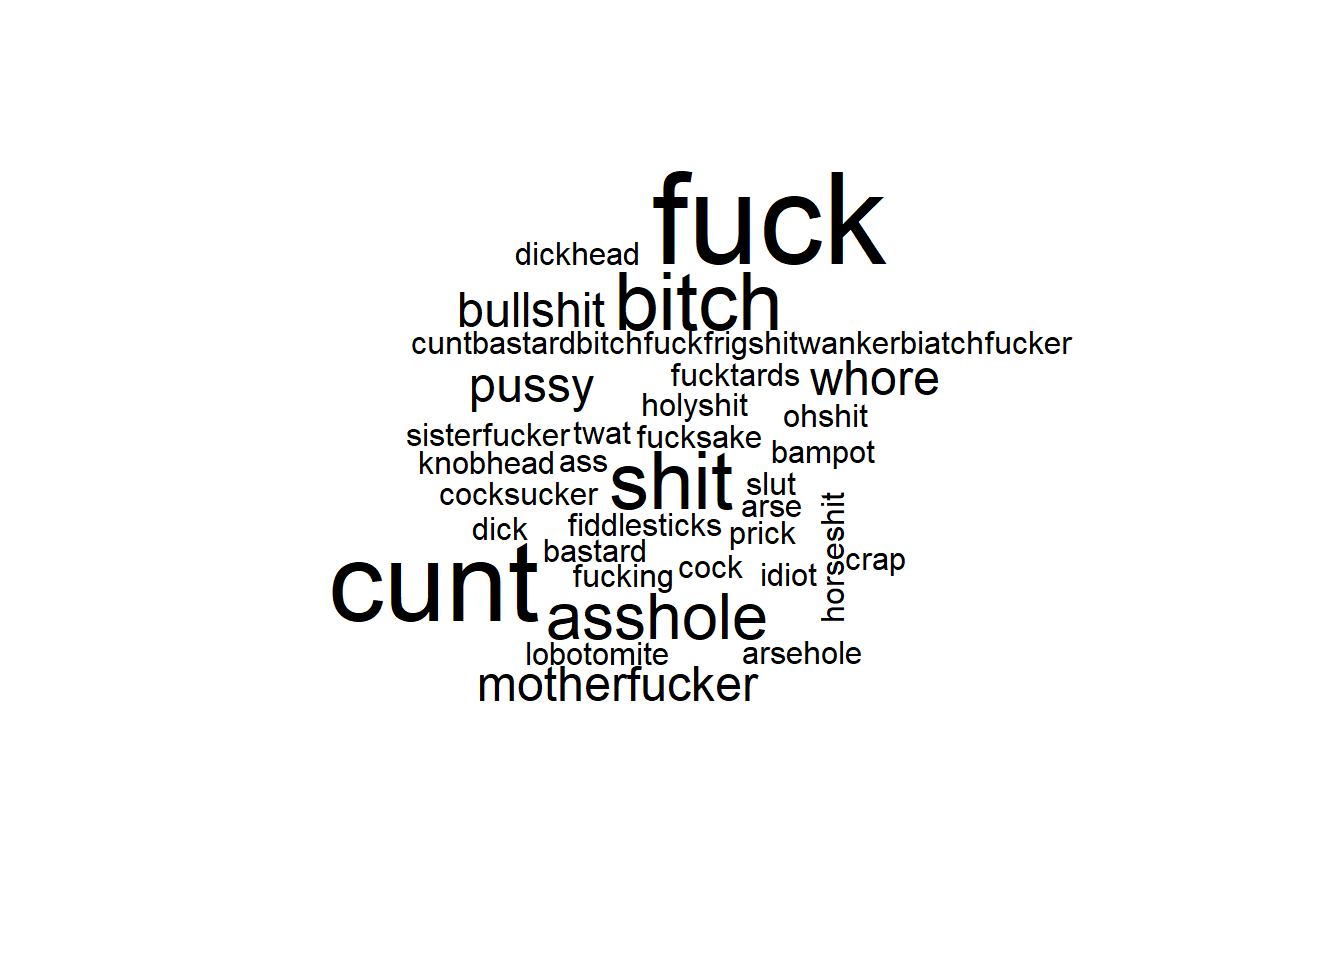 fuck
dickhead
bullshit bitch
cuntbastardbitchfuckfrigshitwankerbiatchfucker
pussy fucktards whore
holyshit ohshit
sisterfucker twat fucksake
bampot
knobhead ass shit slut
cocksucker arse
dick fiddlesticks prick horseshit
bastard crap
cunt fucking cock idiot
asshole
lobotomite arsehole
motherfucker